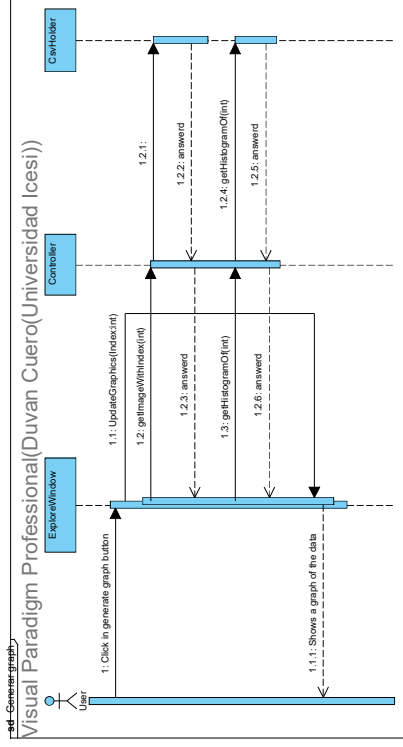 sd Generar graph
Visual Paradigm Professional(Duvan Cuero(Universidad Icesi))
User
ExploreWindow
Controller
CsvHolder
1: Click in generate graph button
1.1: UpdateGraphics(Index:int)
1.2: getImageWithIndex(int)
1.2.1:
1.2.2: answerd
1.2.3: answerd
1.3: getHistogramOf(int)
1.2.4: getHistogramOf(int)
1.2.5: answerd
1.2.6: answerd
1.1.1: Shows a graph of the data